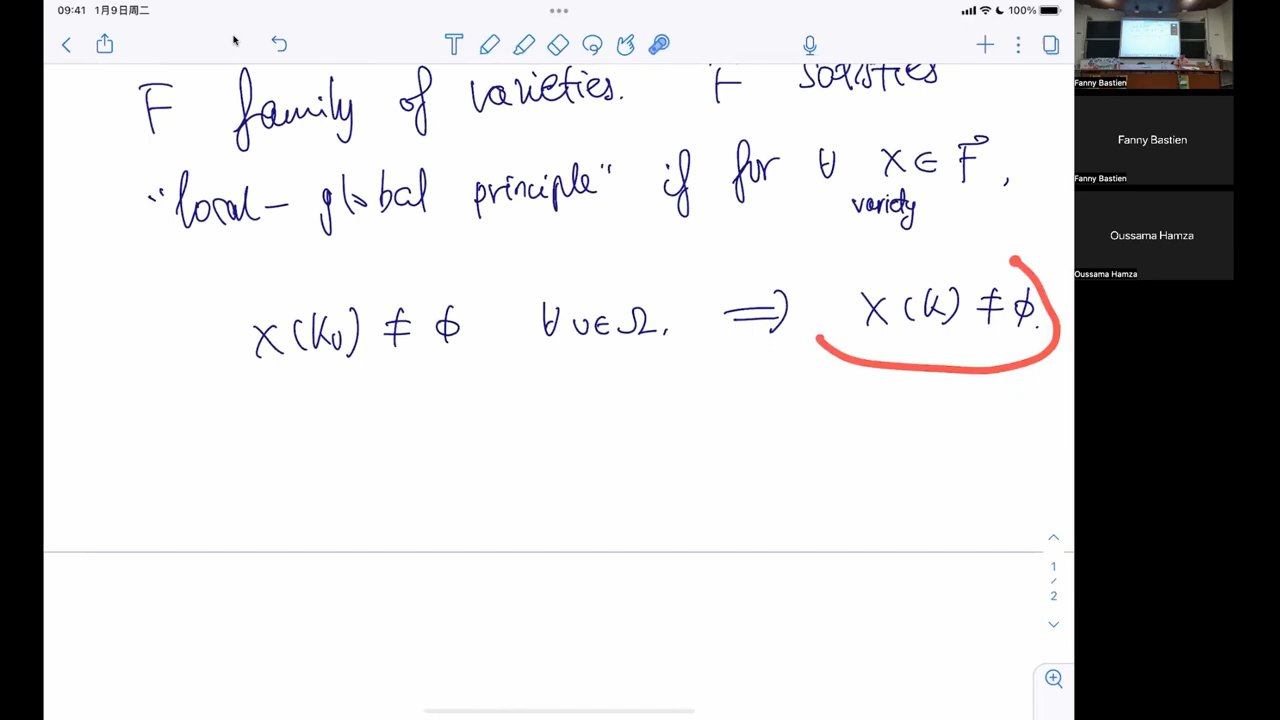 09:41 1月9日周二
100%
F family of varieties. F satisfies
"local-global principle" if for ∀ X ∈ F,
variety
X(Kv) ≠ ∅ ∀ v ∈ Ω, ⟹ X(K) ≠ ∅.
1
/
2
Fanny Bastien
Fanny Bastien
Fanny Bastien
Oussama Hamza
Oussama Hamza